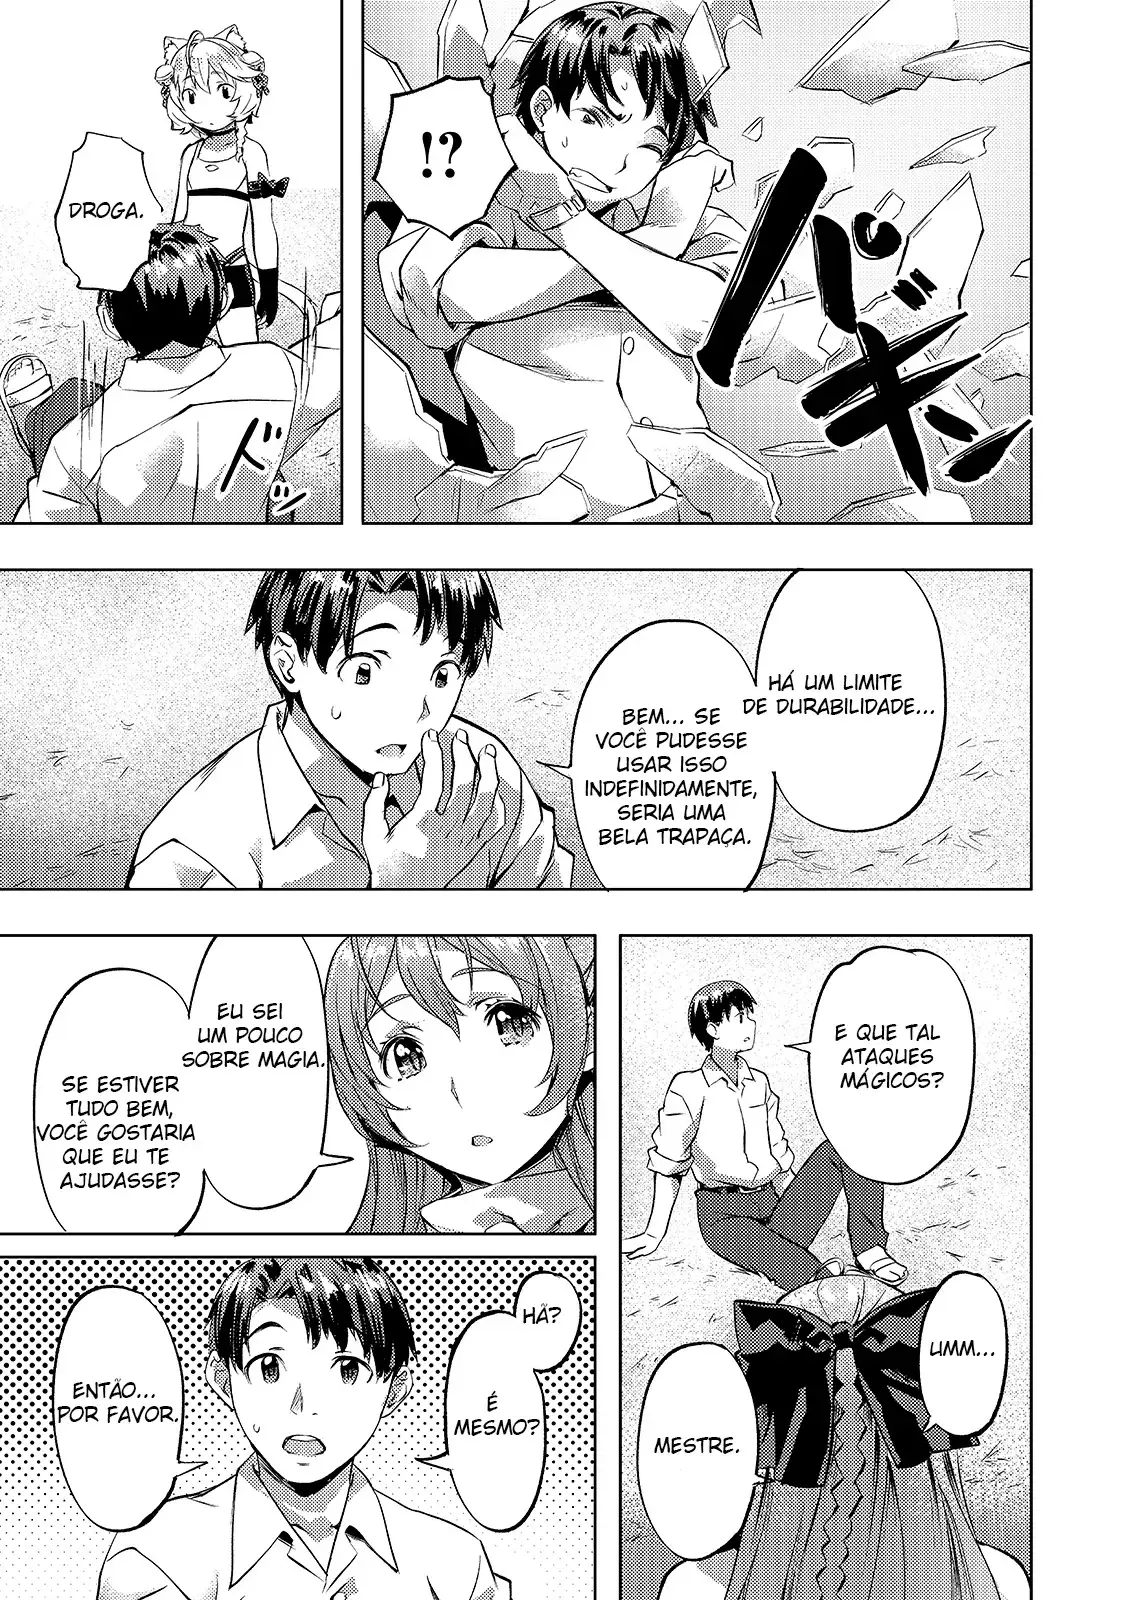 !?
バキン
DROGA.
ドッ
HÁ UM LIMITE
DE DURABILIDADE...
BEM... SE
VOCÊ PUDESSE
USAR ISSO
INDEFINIDAMENTE,
SERIA UMA
BELA TRAPAÇA.
E QUE TAL
ATAQUES
MÁGICOS?
UMM...
MESTRE.
EU SEI
UM POUCO
SOBRE MAGIA.
SE ESTIVER
TUDO BEM,
VOCÊ GOSTARIA
QUE EU TE
AJUDASSE?
HÃ?
É
MESMO?
ENTÃO...
POR FAVOR.